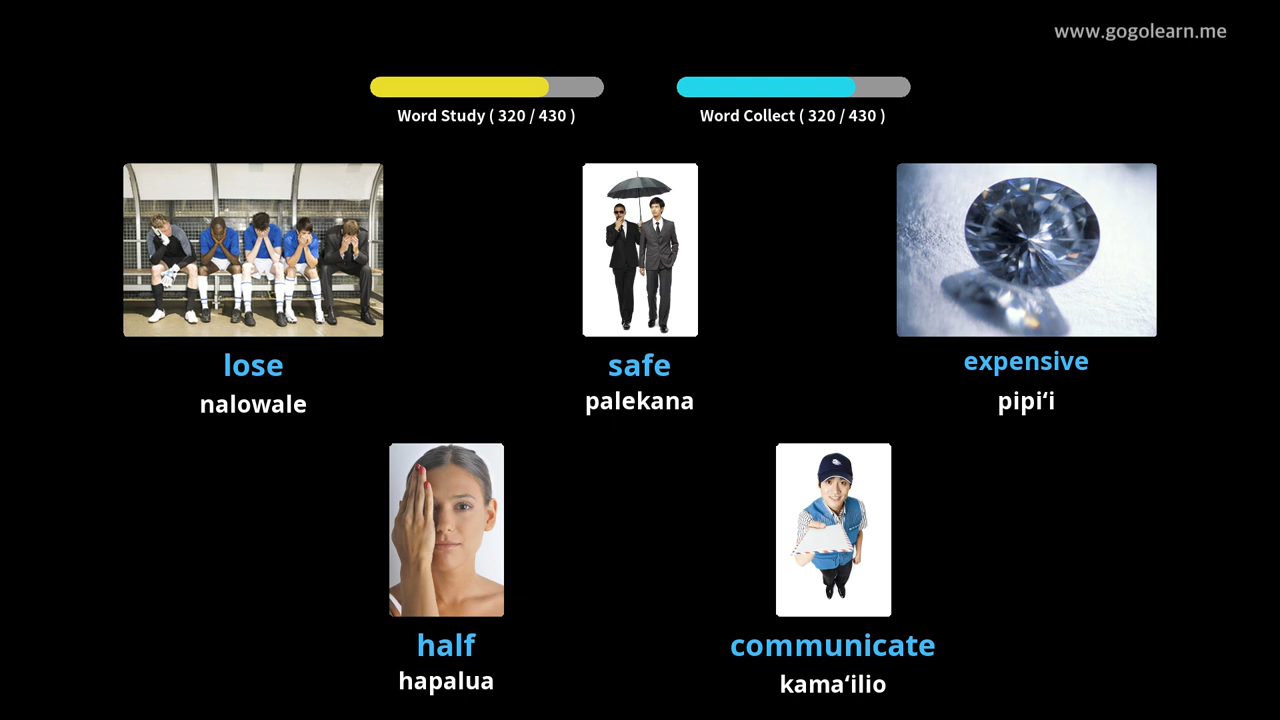 www.gogolearn.me
Word Study ( 320 / 430 )
Word Collect ( 320 / 430 )
lose
nalowale
safe
palekana
expensive
pipiʻi
half
hapalua
communicate
kamaʻilio